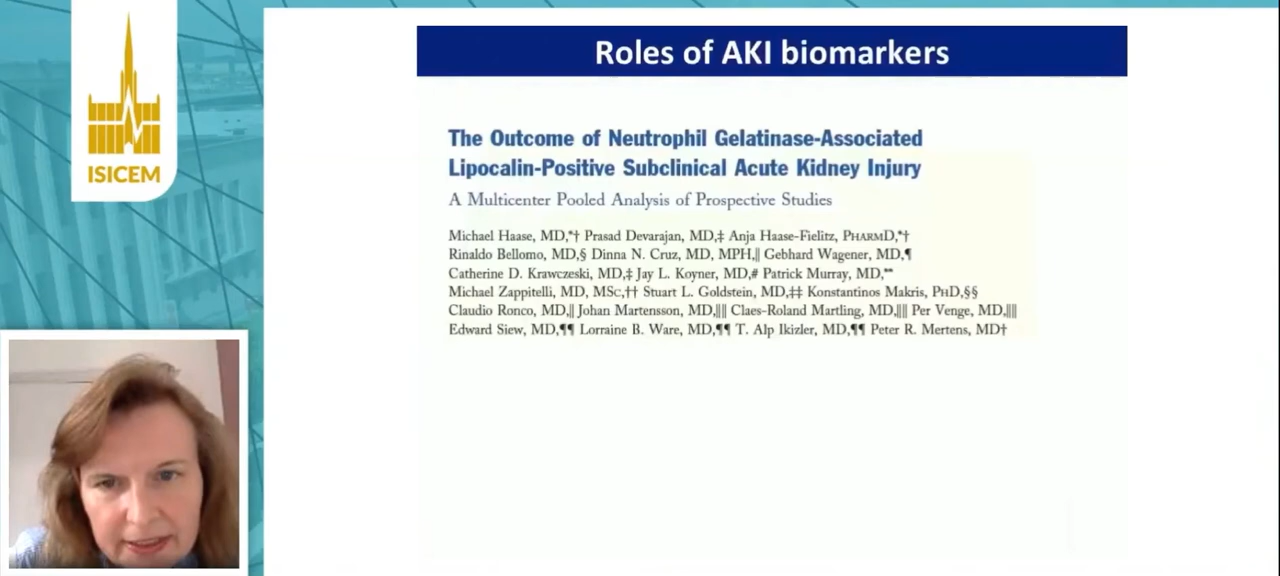 ISICEM
Roles of AKI biomarkers
The Outcome of Neutrophil Gelatinase-Associated
Lipocalin-Positive Subclinical Acute Kidney Injury
A Multicenter Pooled Analysis of Prospective Studies
Michael Haase, MD,*† Prasad Devarajan, MD,‡ Anja Haase-Fielitz, PHARMD,*†
Rinaldo Bellomo, MD,§ Dinna N. Cruz, MD, MPH,|| Gebhard Wagener, MD,¶
Catherine D. Krawczeski, MD,‡ Jay L. Koyner, MD,# Patrick Murray, MD,**
Michael Zappitelli, MD, MSC,†† Stuart L. Goldstein, MD,‡‡ Konstantinos Makris, PHD,§§
Claudio Ronco, MD,|| Johan Martensson, MD,|||| Claes-Roland Martling, MD,|||| Per Venge, MD,||||
Edward Siew, MD,¶¶ Lorraine B. Ware, MD,¶¶ T. Alp Ikizler, MD,¶¶ Peter R. Mertens, MD†